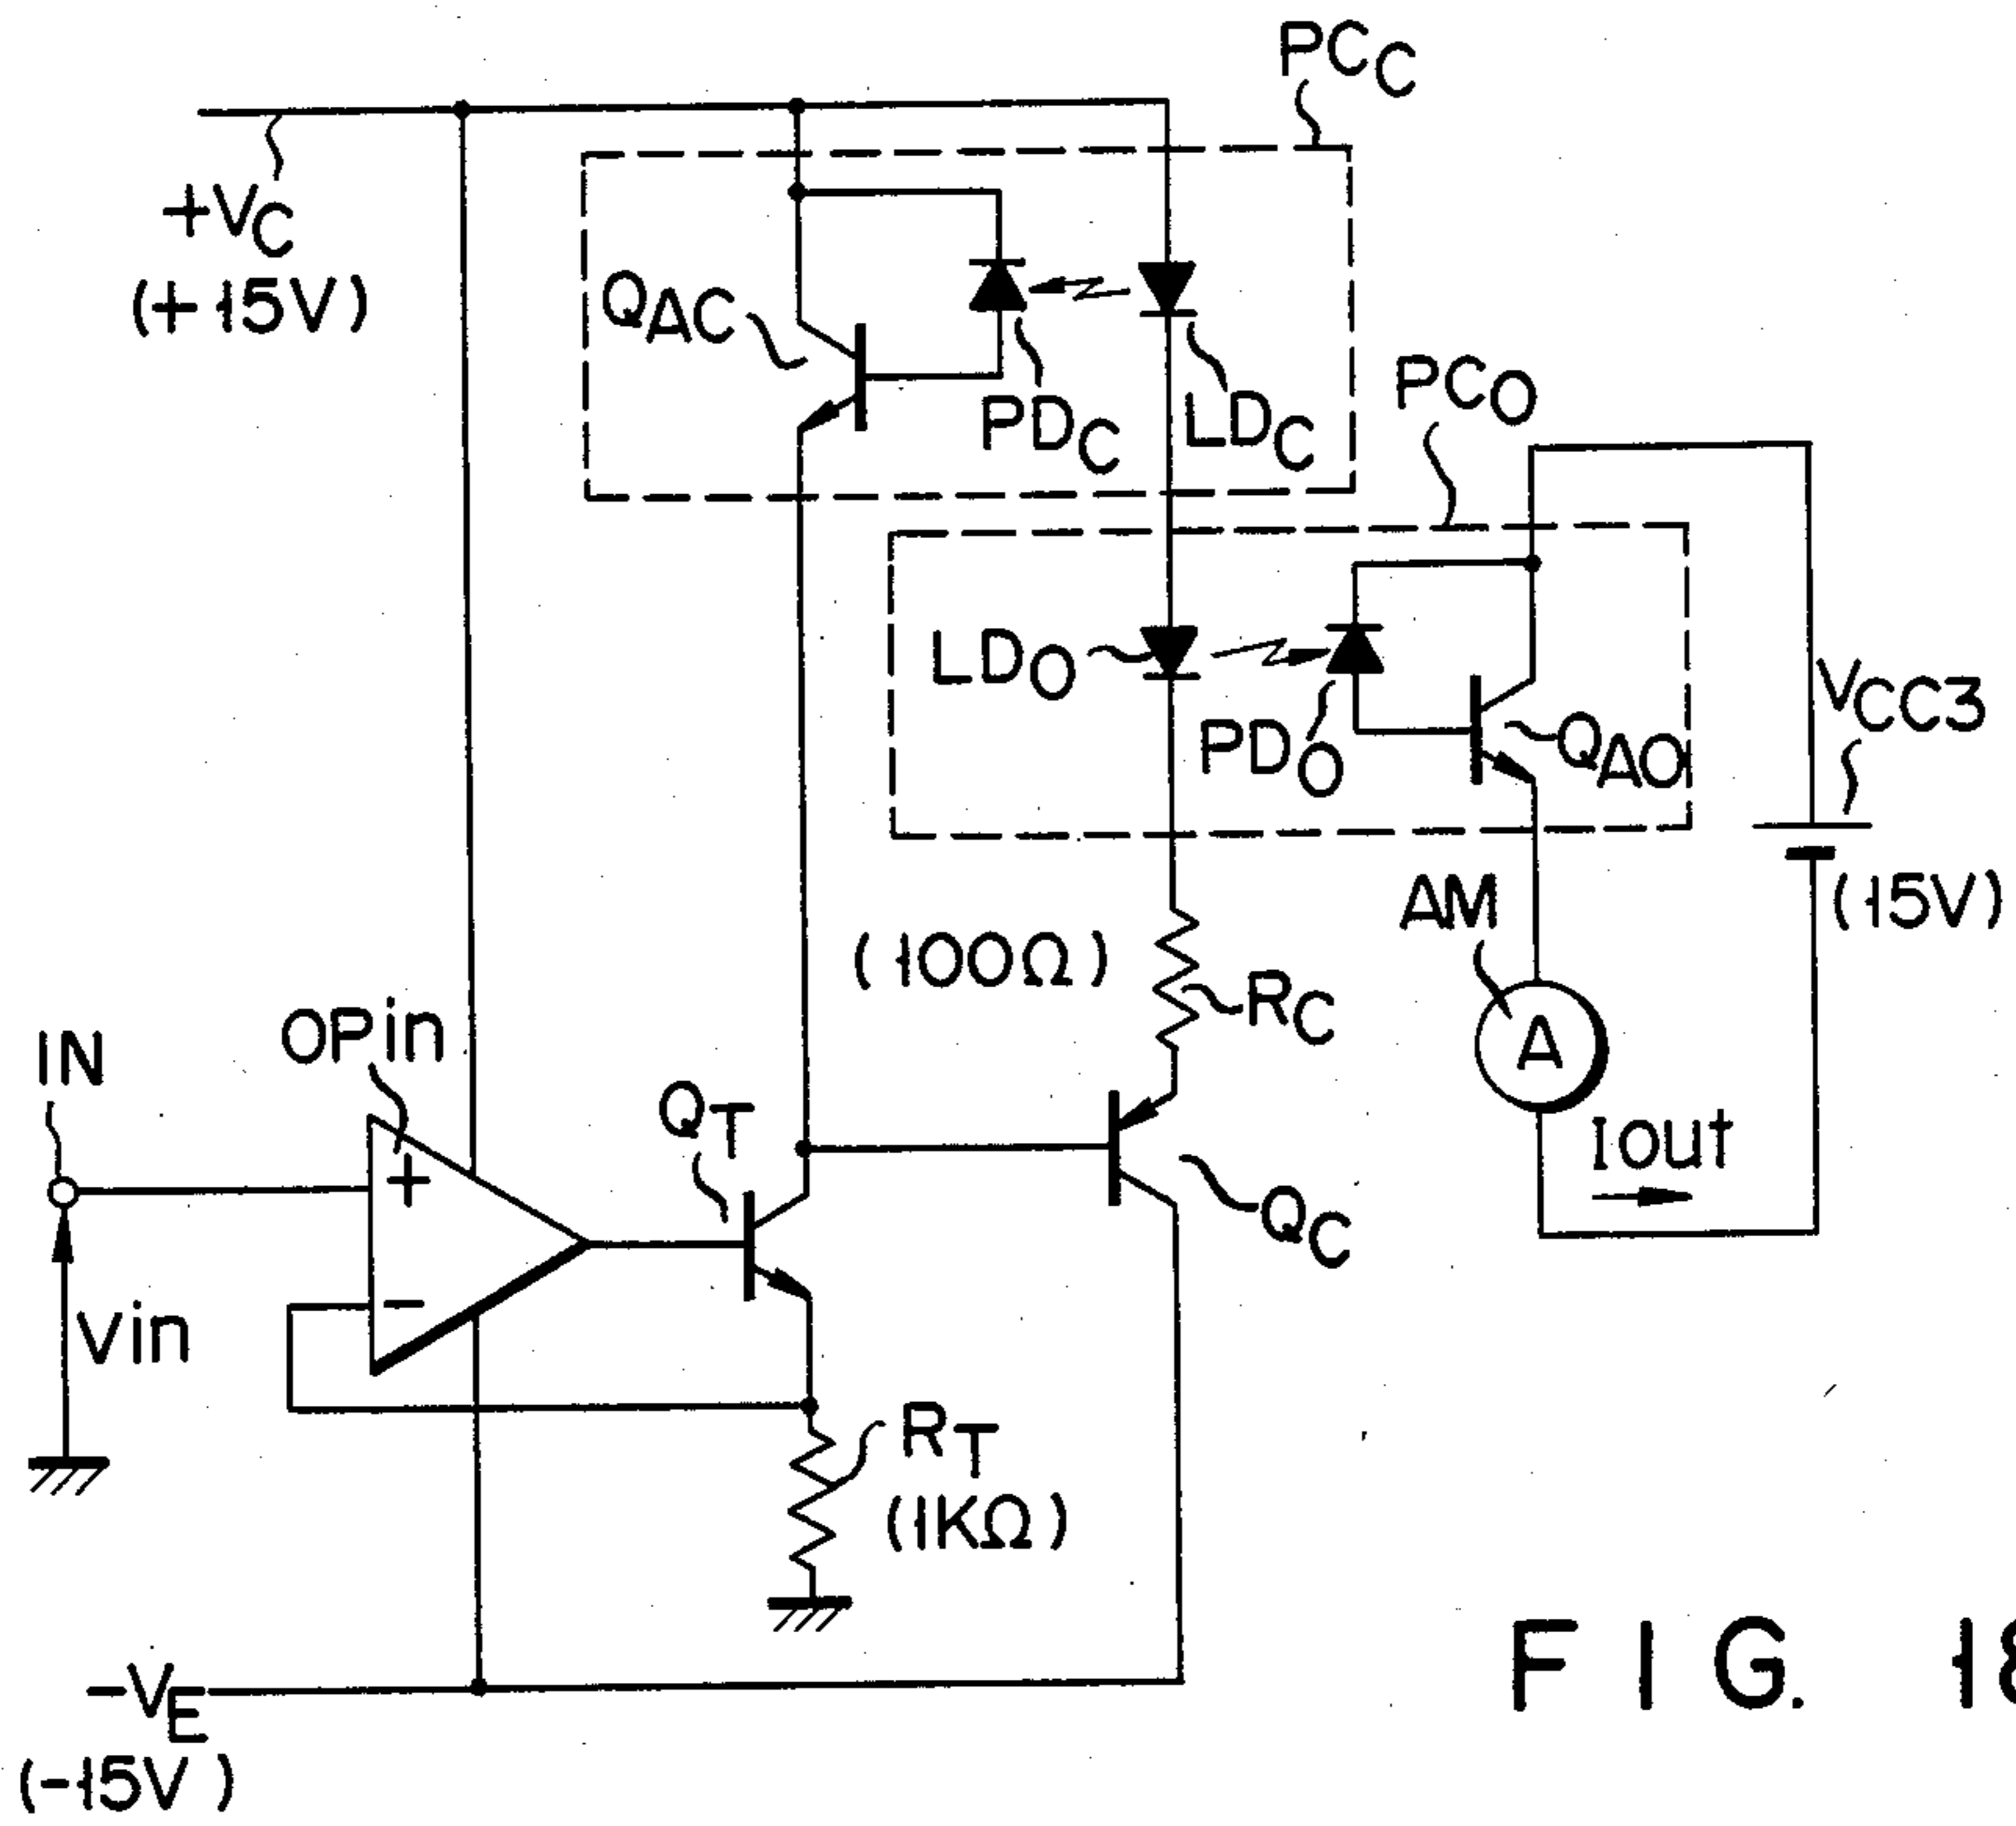 PCC
+VC
(+15V)
QAC
PDC
LDC
PCO
LDO
PDO
QAO
VCC3
(15V)
AM
(100Ω)
RC
A
IN
OPin
QT
Iout
QC
+
−
Vin
RT
(1KΩ)
−VE
(−15V)
FIG. 18